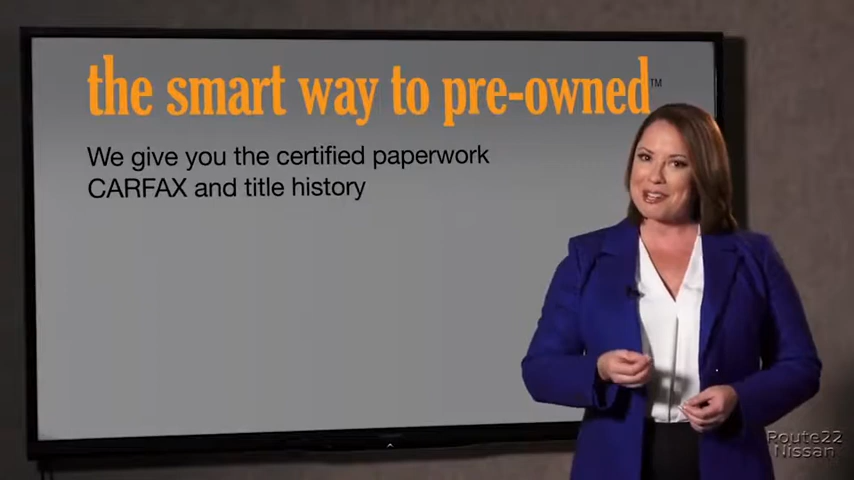 the smart way to pre-owned™
We give you the certified paperwork
CARFAX and title history
Route22
Nissan